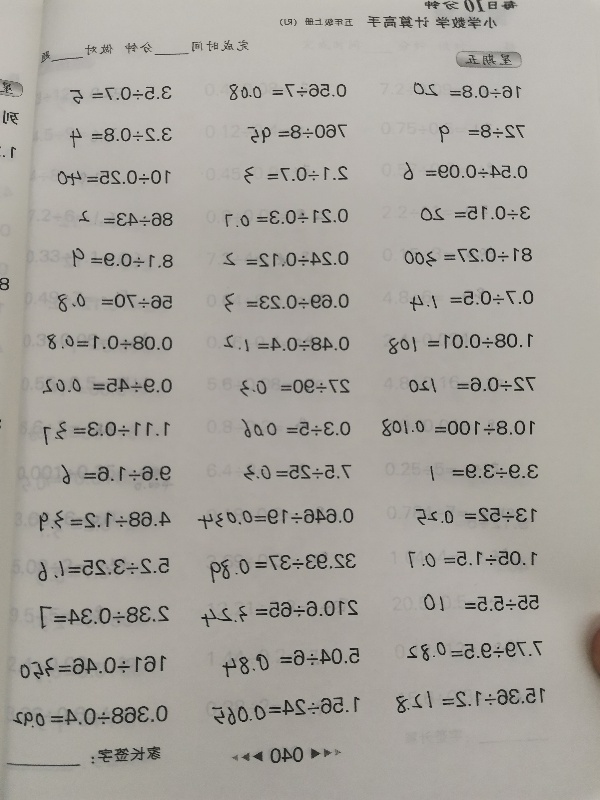 每日10分钟
小学数学 计算高手 五年级上册 (RJ)
星期五 完成时间____分钟 做对____题
16÷0.8=20 0.56÷7=0.08 3.5÷0.7=5
72÷8=9 760÷8=95 3.2÷0.8=4
0.54÷0.09=6 2.1÷0.7=3 10÷0.25=40
3÷0.15=20 0.21÷0.3=0.7 86÷43=2
81÷0.27=300 0.24÷0.12=2 8.1÷0.9=9
0.7÷0.5=1.4 0.69÷0.23=3 56÷70=0.8
1.08÷0.01=108 0.48÷0.4=1.2 0.08÷0.1=0.8
72÷0.6=120 27÷90=0.3 0.9÷45=0.02
10.8÷100=0.108 0.3÷5=0.06 1.11÷0.3=3.7
3.9÷3.9=1 7.5÷25=0.3 9.6÷1.6=6
13÷52=0.25 0.646÷19=0.034 4.68÷1.2=3.9
1.05÷1.5=0.7 32.93÷37=0.89 5.2÷3.25=1.6
55÷5.5=10 210.6÷65=3.24 2.38÷0.34=7
7.79÷9.5=0.82 5.04÷6=0.84 161÷0.46=350
15.36÷1.2=12.8 1.56÷24=0.065 0.368÷0.4=0.92
040 家长签字：____